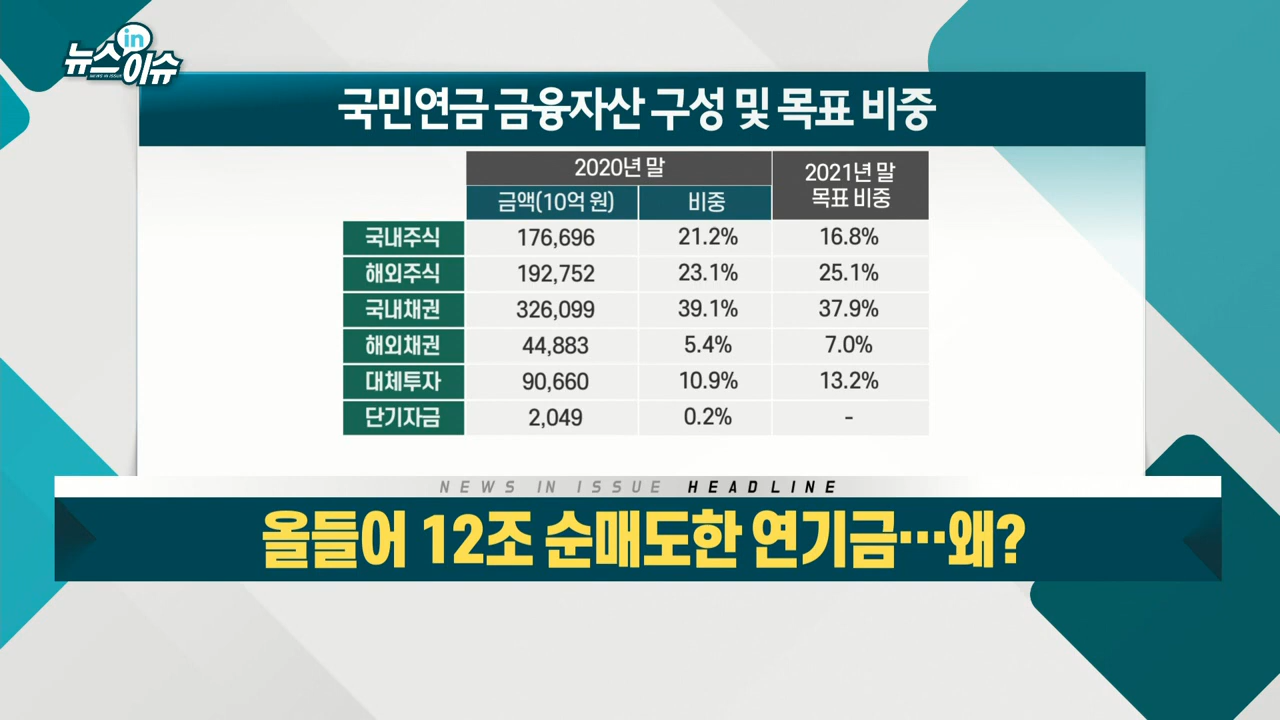 뉴스in이슈
NEWS IN ISSUE
국민연금 금융자산 구성 및 목표 비중
2020년 말 2021년 말 목표 비중
금액(10억 원) 비중
국내주식 176,696 21.2% 16.8%
해외주식 192,752 23.1% 25.1%
국내채권 326,099 39.1% 37.9%
해외채권 44,883 5.4% 7.0%
대체투자 90,660 10.9% 13.2%
단기자금 2,049 0.2% -
NEWS IN ISSUE HEADLINE
올들어 12조 순매도한 연기금…왜?